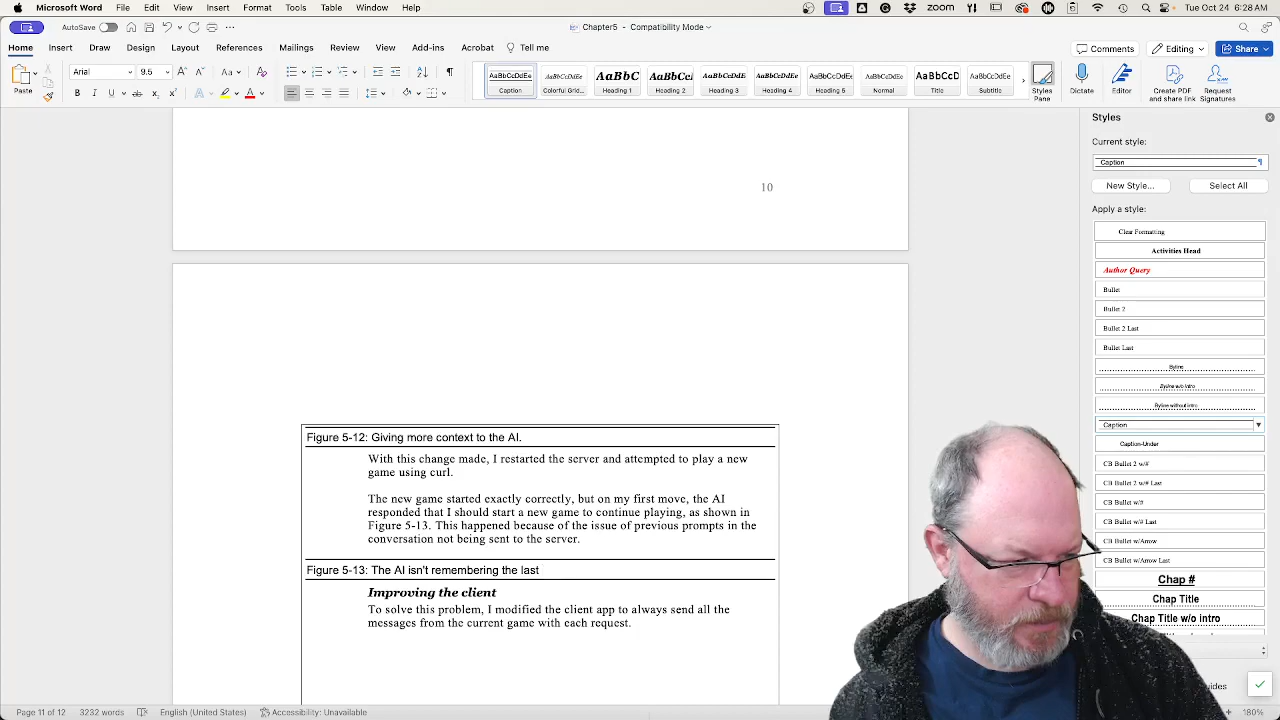 Microsoft Word File Edit View Insert Format Tools Table Window Help zoom Tue Oct 24 6:28 AM
AutoSave Chapter5 - Compatibility Mode
Home Insert Draw Design Layout References Mailings Review View Add-ins Acrobat Tell me Comments Editing Share
Paste Arial 9.5 Aa
B I U ab x x A A
AaBbCcDdEe Caption
AaBbCcDdEe Colorful Grid...
AaBbC Heading 1
AaBbCc Heading 2
AaBbCcDdE Heading 3
AaBbCcDdEe Heading 4
AaBbCcDdEe Heading 5
AaBbCcDdEe Normal
AaBbCcD Title
AaBbCcDdEe Subtitle
Styles Pane
Dictate
Editor
Create PDF and share link
Request Signatures
10
Figure 5-12: Giving more context to the AI.
With this change made, I restarted the server and attempted to play a new
game using curl.
The new game started exactly correctly, but on my first move, the AI
responded that I should start a new game to continue playing, as shown in
Figure 5-13. This happened because of the issue of previous prompts in the
conversation not being sent to the server.
Figure 5-13: The AI isn't remembering the last
Improving the client
To solve this problem, I modified the client app to always send all the
messages from the current game with each request.
Styles
Current style:
Caption
New Style... Select All
Apply a style:
Clear Formatting
Activities Head
Author Query
Bullet
Bullet 2
Bullet 2 Last
Bullet Last
Byline
Byline w/o intro
Byline without intro
Caption
Caption-Under
CB Bullet 2 w/#
CB Bullet 2 w/# Last
CB Bullet w/#
CB Bullet w/# Last
CB Bullet w/Arrow
CB Bullet w/Arrow Last
Chap #
Chap Title
Chap Title w/o intro
uides
Page 11 of 12 3232 words English (United States) Accessibility: Unavailable 180%